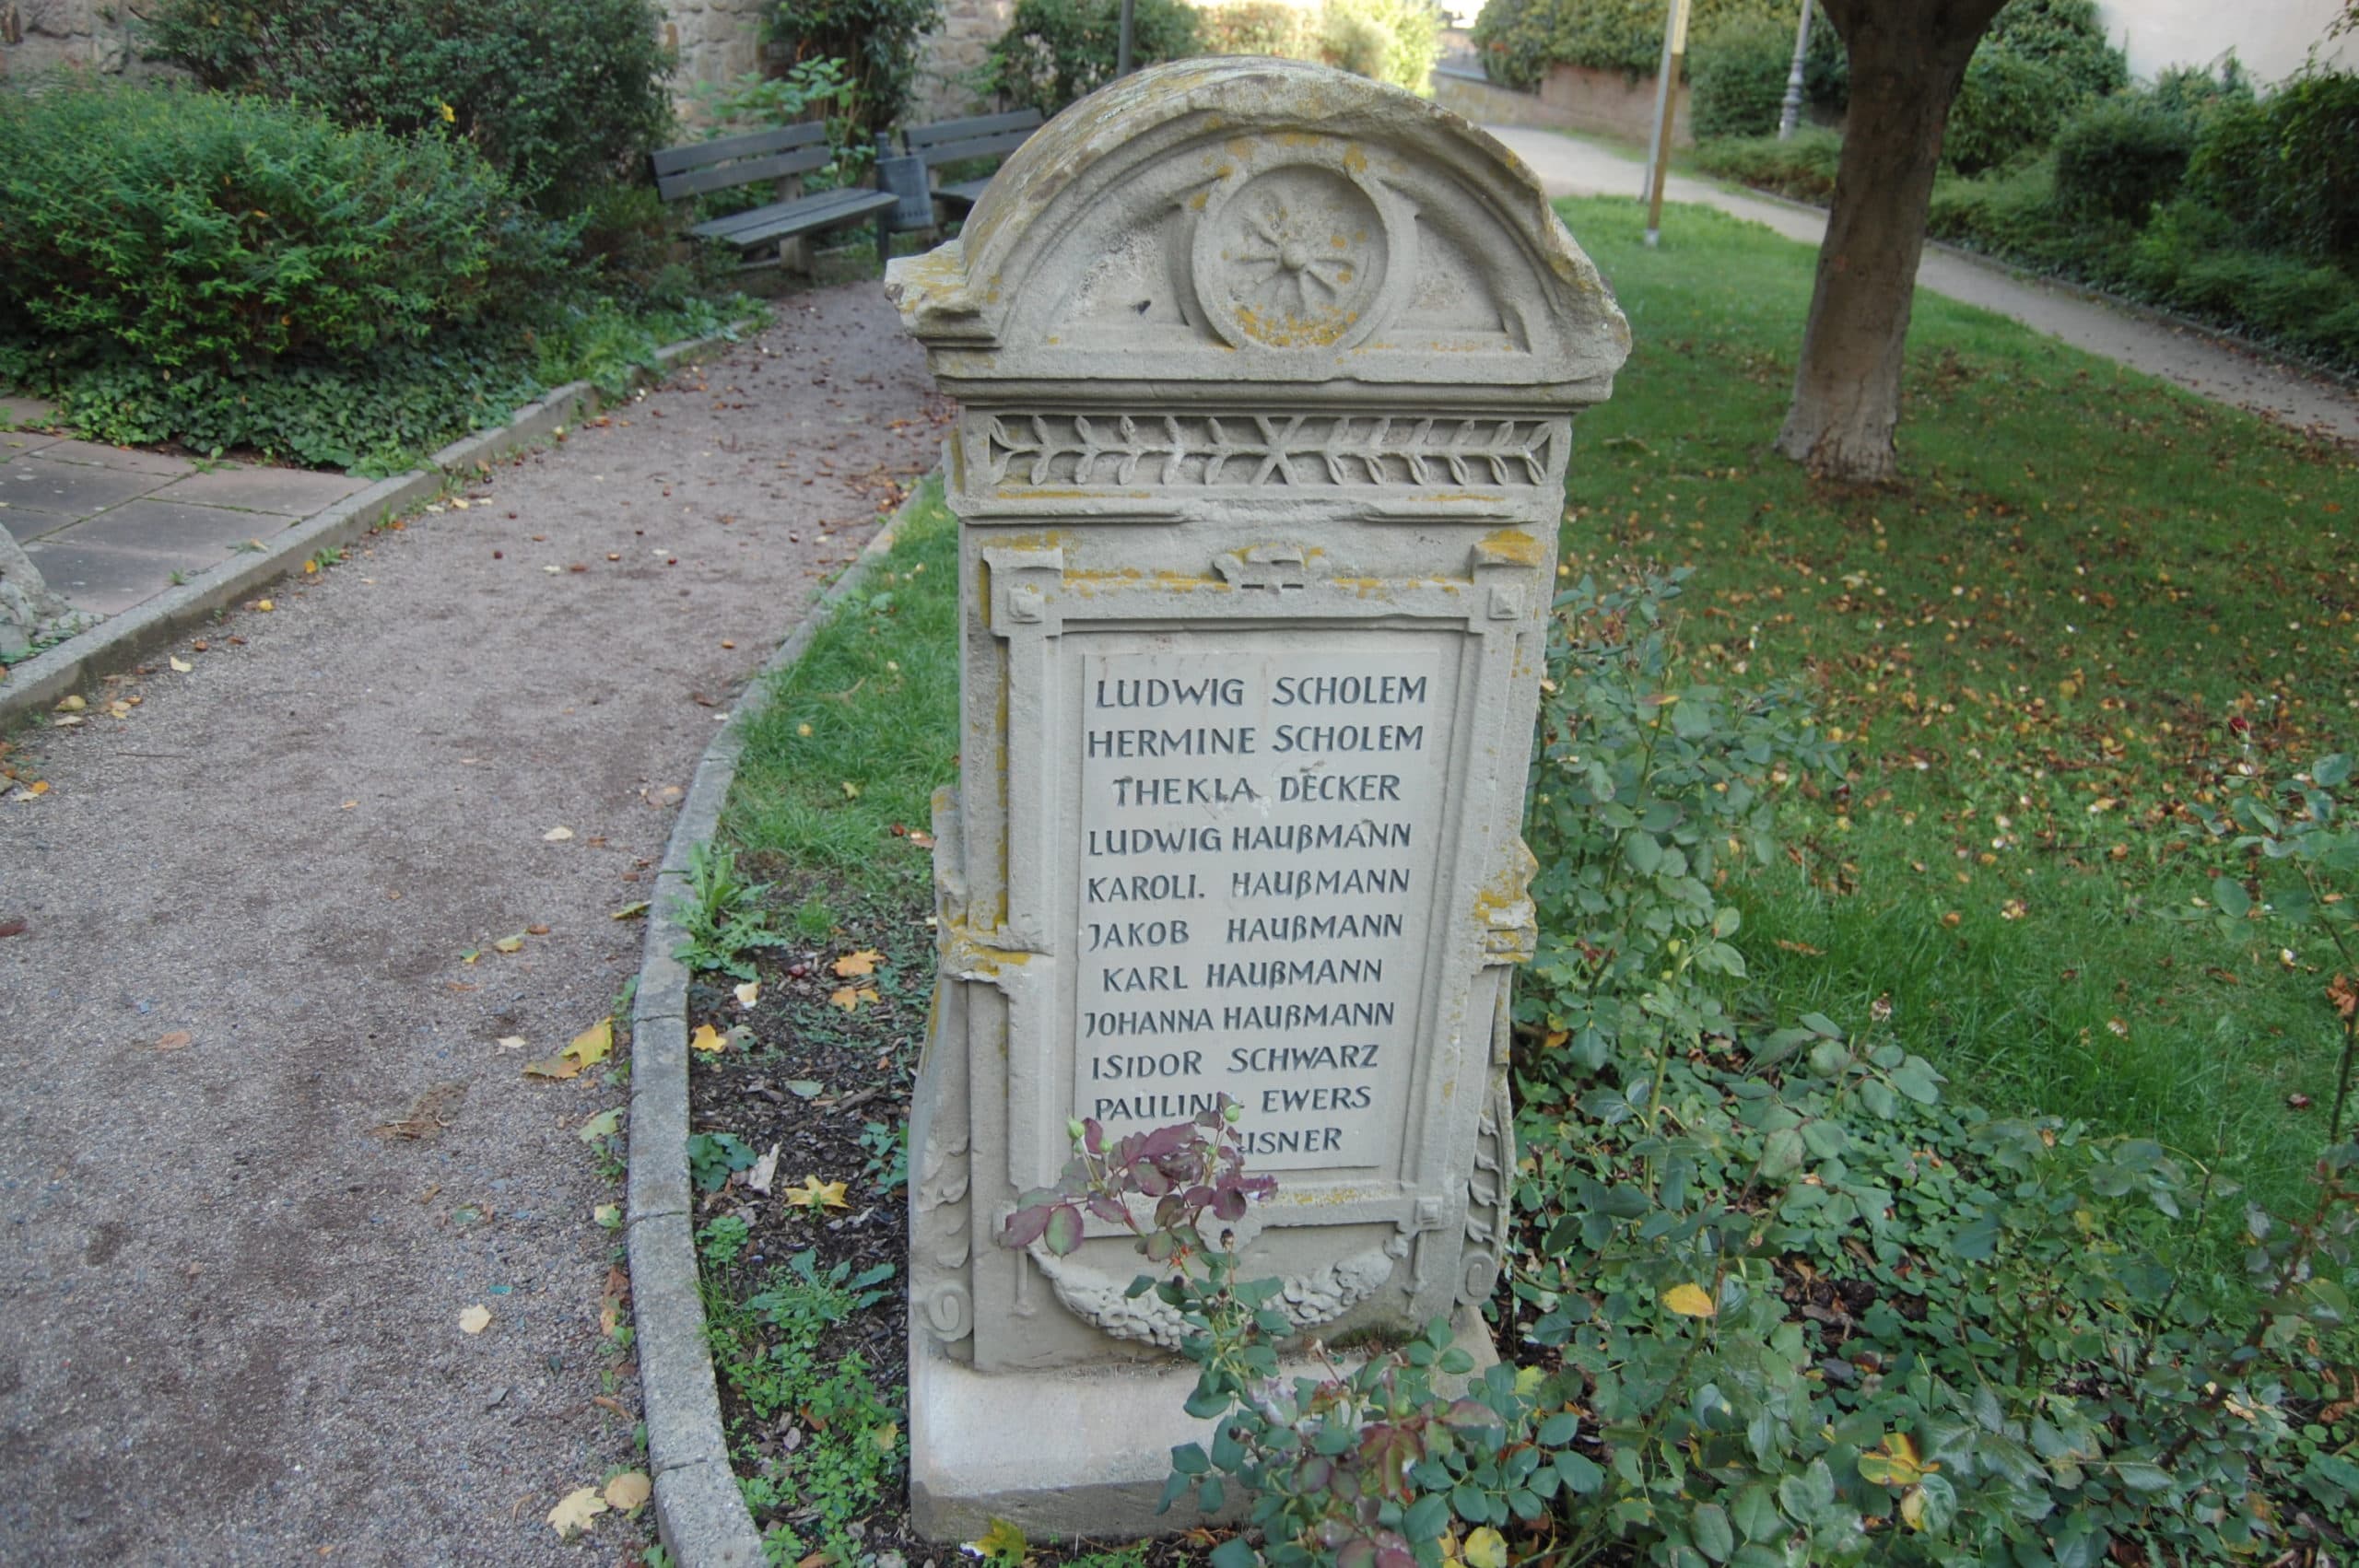 LUDWIG SCHOLEM
HERMINE SCHOLEM
THEKLA DECKER
LUDWIG HAUßMANN
KAROLI. HAUßMANN
JAKOB HAUßMANN
KARL HAUßMANN
JOHANNA HAUßMANN
ISIDOR SCHWARZ
PAULINE EWERS